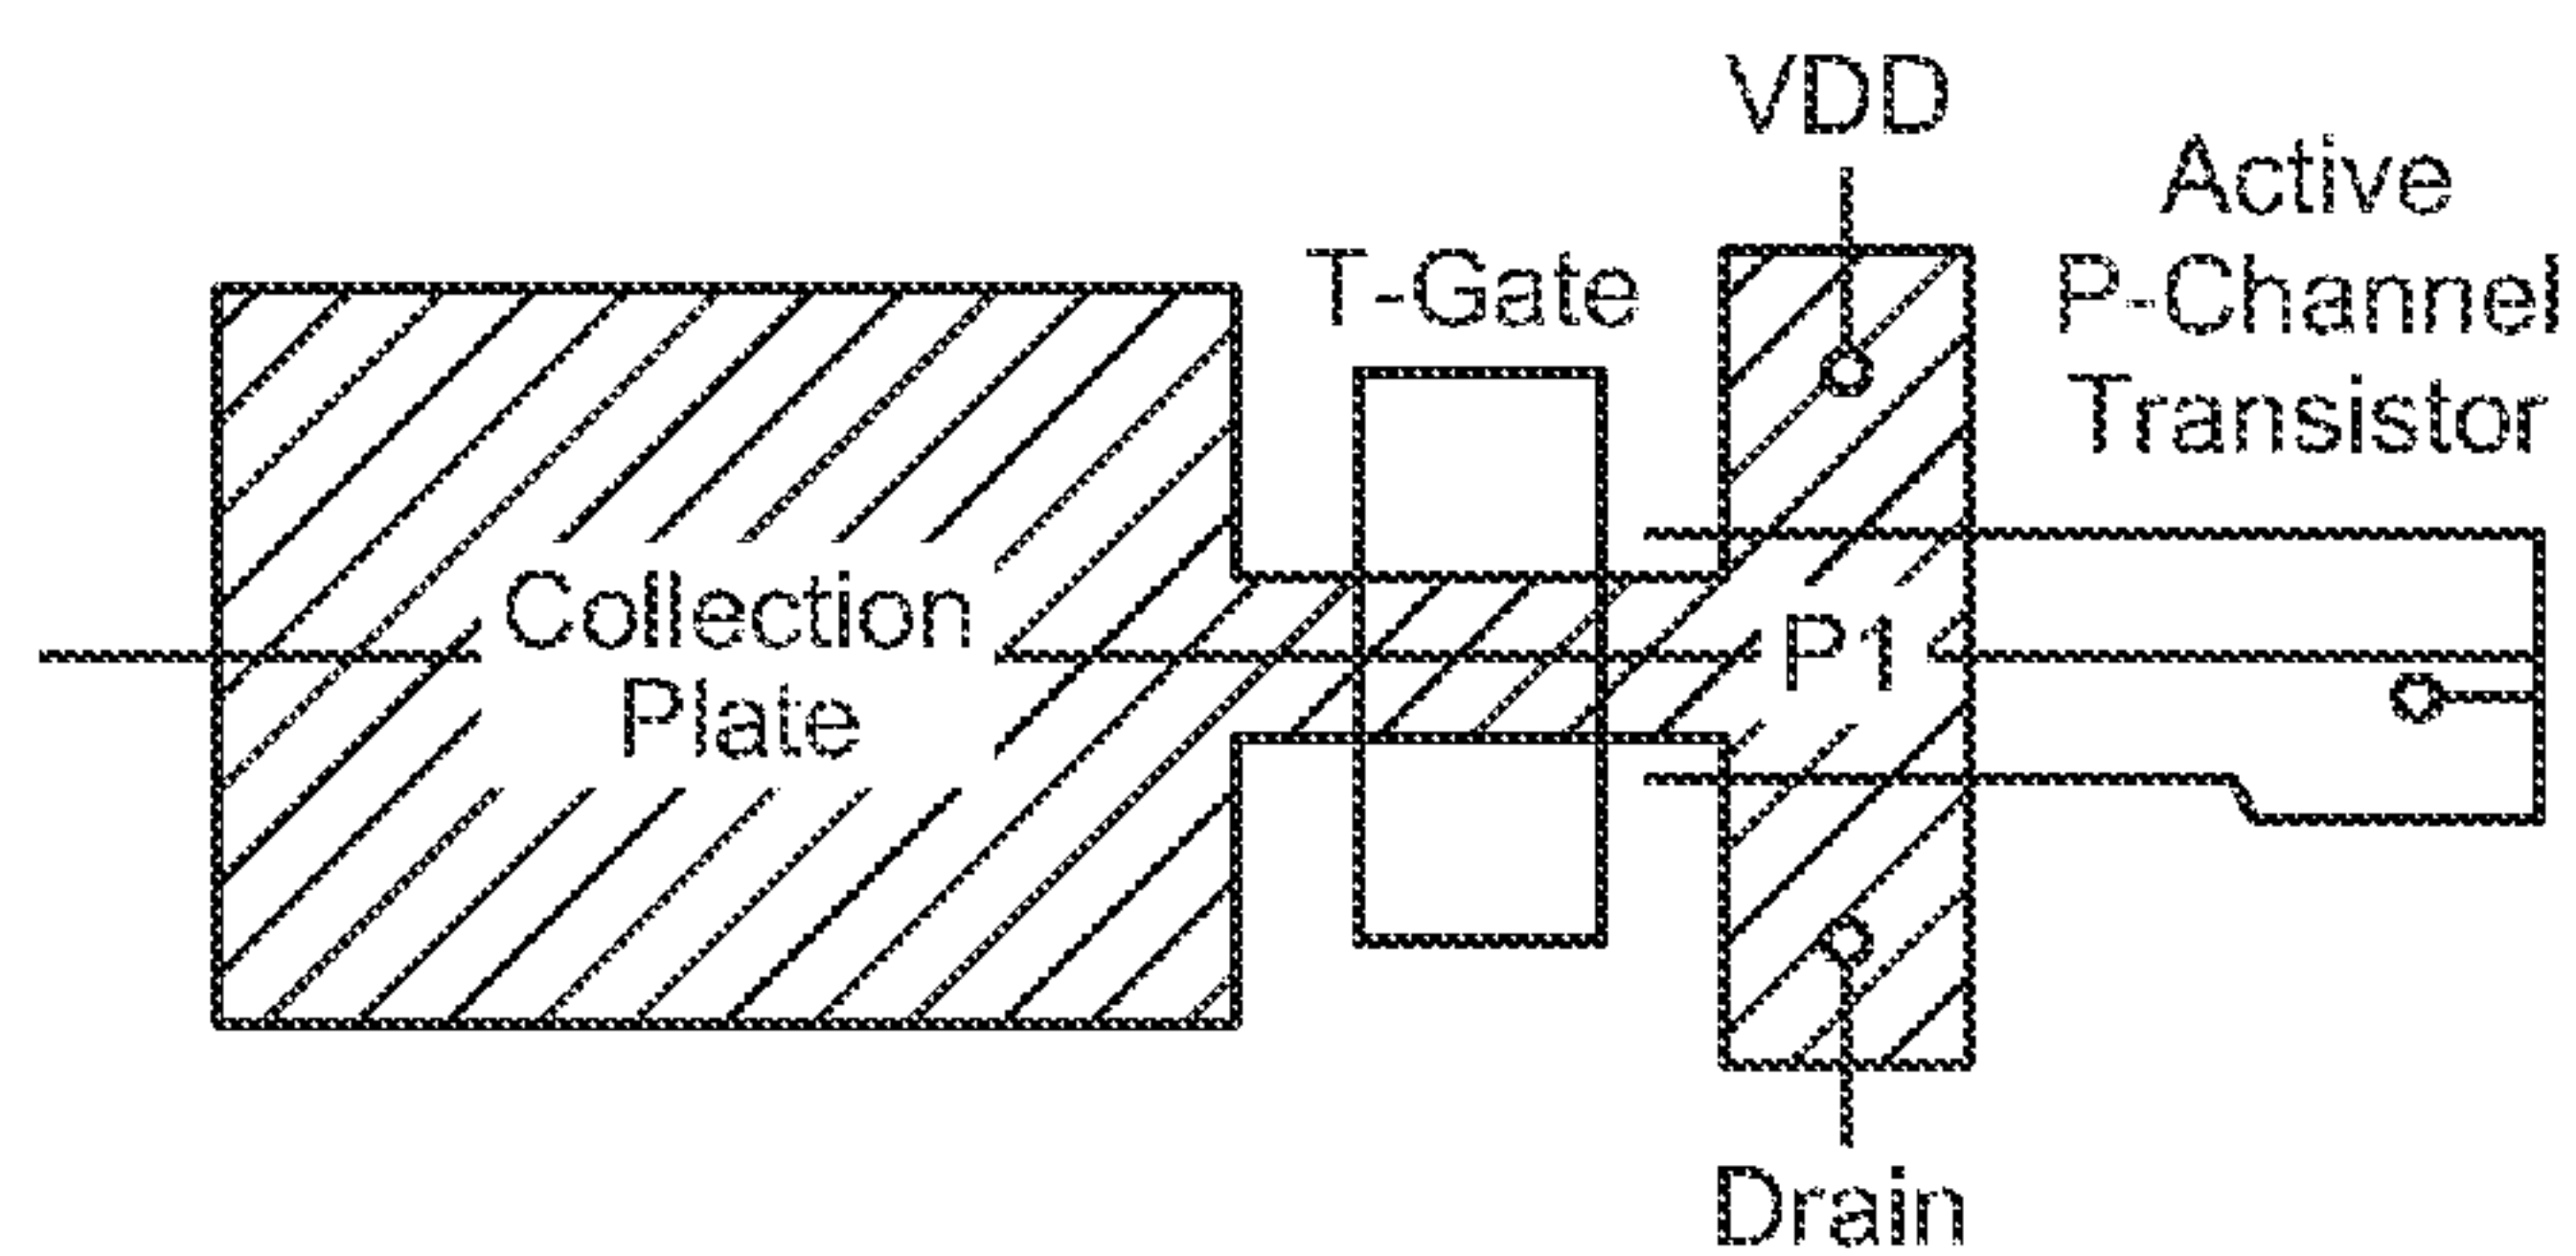 VDD
Active
P-Channel
Transistor
T-Gate
Collection
Plate
P1
Drain